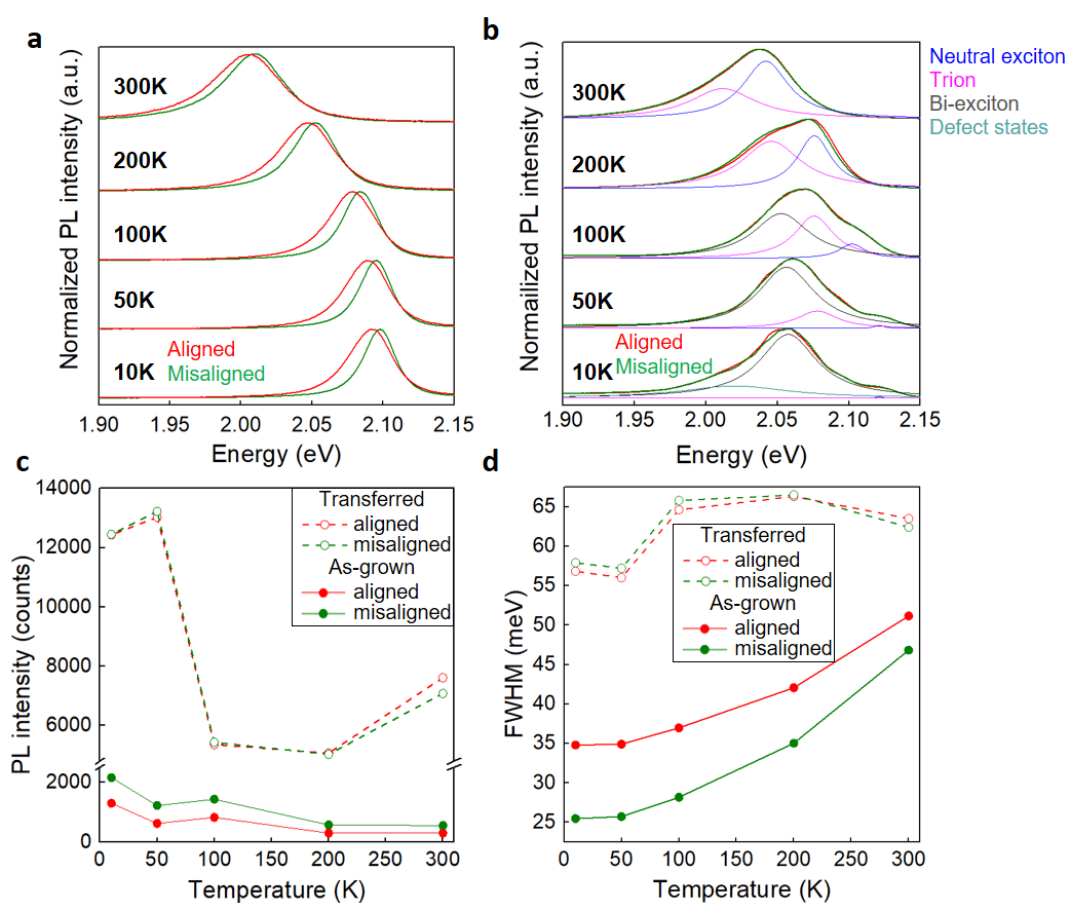 a
Normalized PL intensity (a.u.)
300K
200K
100K
50K
10K
Aligned
Misaligned
1.90 1.95 2.00 2.05 2.10 2.15
Energy (eV)
b
Normailized PL intensity (a.u.)
300K
200K
100K
50K
10K
Aligned
Misaligned
Neutral exciton
Trion
Bi-exciton
Defect states
1.90 1.95 2.00 2.05 2.10 2.15
Energy (eV)
c
PL intensity (counts)
14000
12000
10000
8000
6000
2000
0
Transferred
aligned
misaligned
As-grown
aligned
misaligned
0 50 100 150 200 250 300
Temperature (K)
d
FWHM (meV)
65
60
55
50
45
40
35
30
25
Transferred
aligned
misaligned
As-grown
aligned
misaligned
0 50 100 150 200 250 300
Temperature (K)